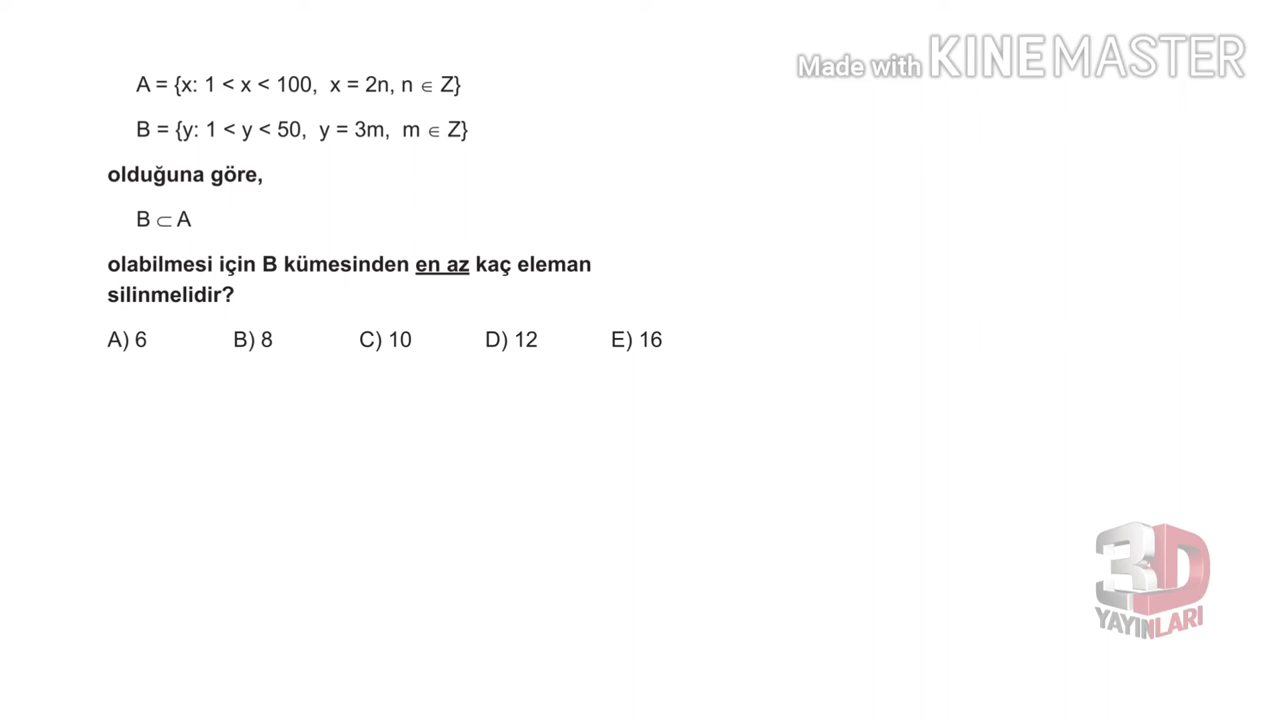 Made with KINEMASTER
A = {x: 1 < x < 100, x = 2n, n ∈ Z}
B = {y: 1 < y < 50, y = 3m, m ∈ Z}
olduğuna göre,
B ⊂ A
olabilmesi için B kümesinden en az kaç eleman
silinmelidir?
A) 6 B) 8 C) 10 D) 12 E) 16
3D
YAYINLARI